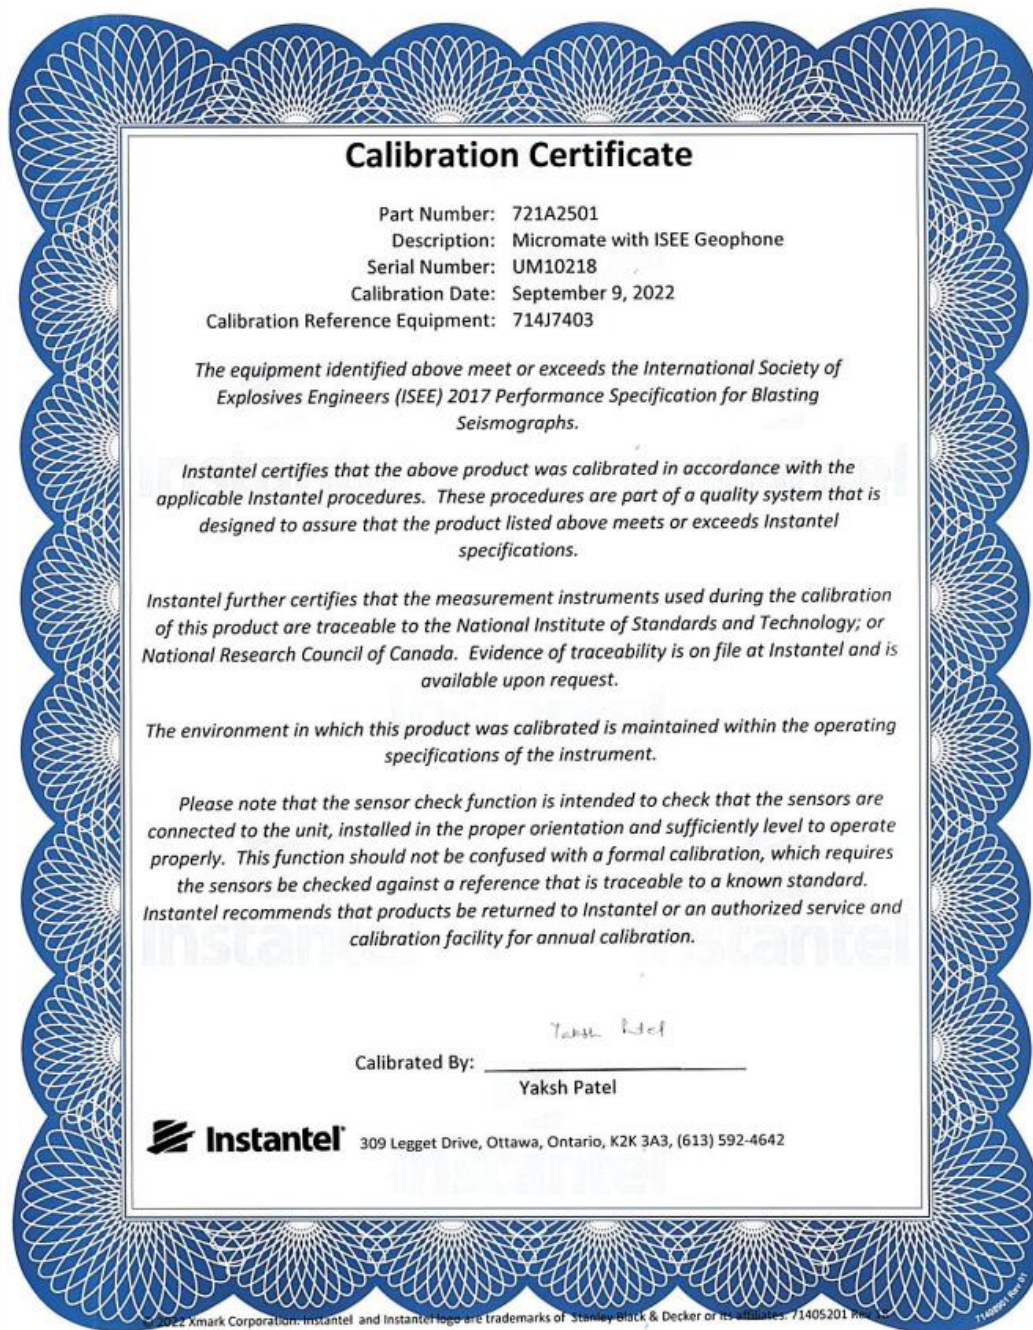 Calibration Certificate
Part Number: 721A2501
Description: Micromate with ISEE Geophone
Serial Number: UM10218
Calibration Date: September 9, 2022
Calibration Reference Equipment: 714J7403
The equipment identified above meet or exceeds the International Society of
Explosives Engineers (ISEE) 2017 Performance Specification for Blasting
Seismographs.
Instantel certifies that the above product was calibrated in accordance with the
applicable Instantel procedures. These procedures are part of a quality system that is
designed to assure that the product listed above meets or exceeds Instantel
specifications.
Instantel further certifies that the measurement instruments used during the calibration
of this product are traceable to the National Institute of Standards and Technology; or
National Research Council of Canada. Evidence of traceability is on file at Instantel and is
available upon request.
The environment in which this product was calibrated is maintained within the operating
specifications of the instrument.
Please note that the sensor check function is intended to check that the sensors are
connected to the unit, installed in the proper orientation and sufficiently level to operate
properly. This function should not be confused with a formal calibration, which requires
the sensors be checked against a reference that is traceable to a known standard.
Instantel recommends that products be returned to Instantel or an authorized service and
calibration facility for annual calibration.
Yaksh Patel
Calibrated By:
Yaksh Patel
Instantel 309 Legget Drive, Ottawa, Ontario, K2K 3A3, (613) 592-4642
© 2022 Xmark Corporation. Instantel and Instantel logo are trademarks of Stanley Black & Decker or its affiliates. 71405201 Rev